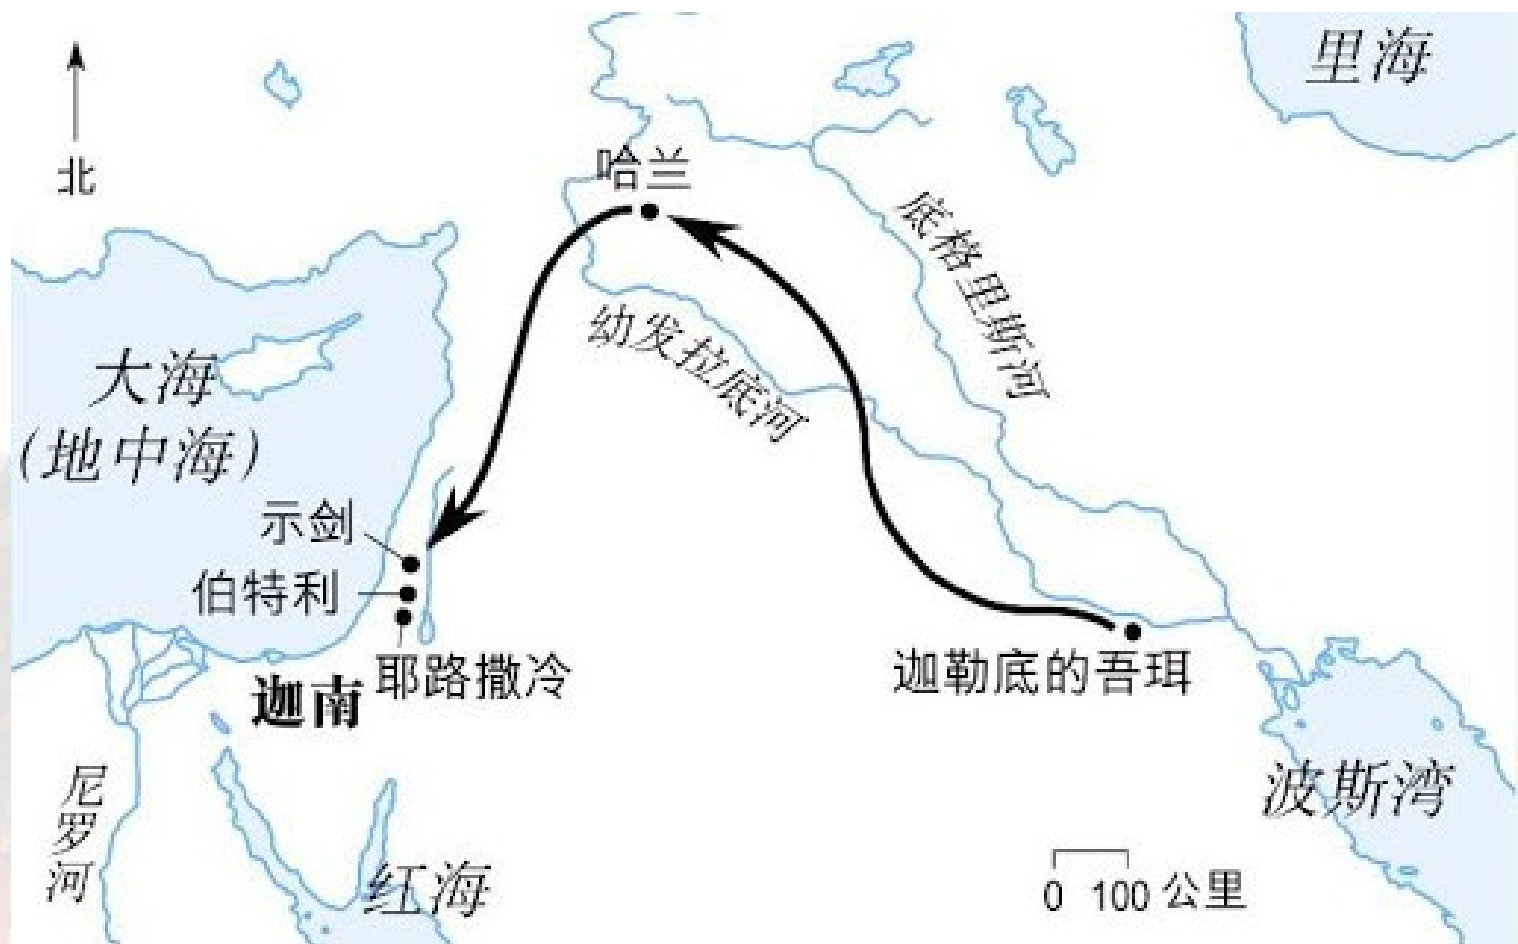 里海
北
哈兰
底格里斯河
幼发拉底河
大海
(地中海)
示剑
伯特利
耶路撒冷
迦南
迦勒底的吾珥
尼罗河
红海
波斯湾
0 100 公里